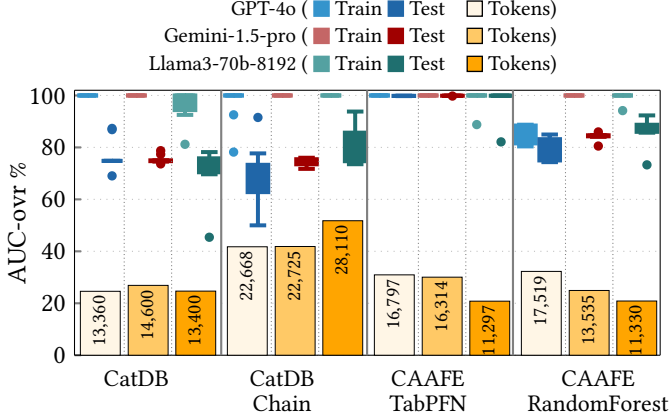 GPT-4o ( Train Test Tokens)
Gemini-1.5-pro ( Train Test Tokens)
Llama3-70b-8192 ( Train Test Tokens)
AUC-ovr %
100
80
60
40
20
0
13,360
14,600
13,400
22,668
22,725
28,110
16,797
16,314
11,297
17,519
13,535
11,330
CatDB
CatDB
Chain
CAAFE
TabPFN
CAAFE
RandomForest